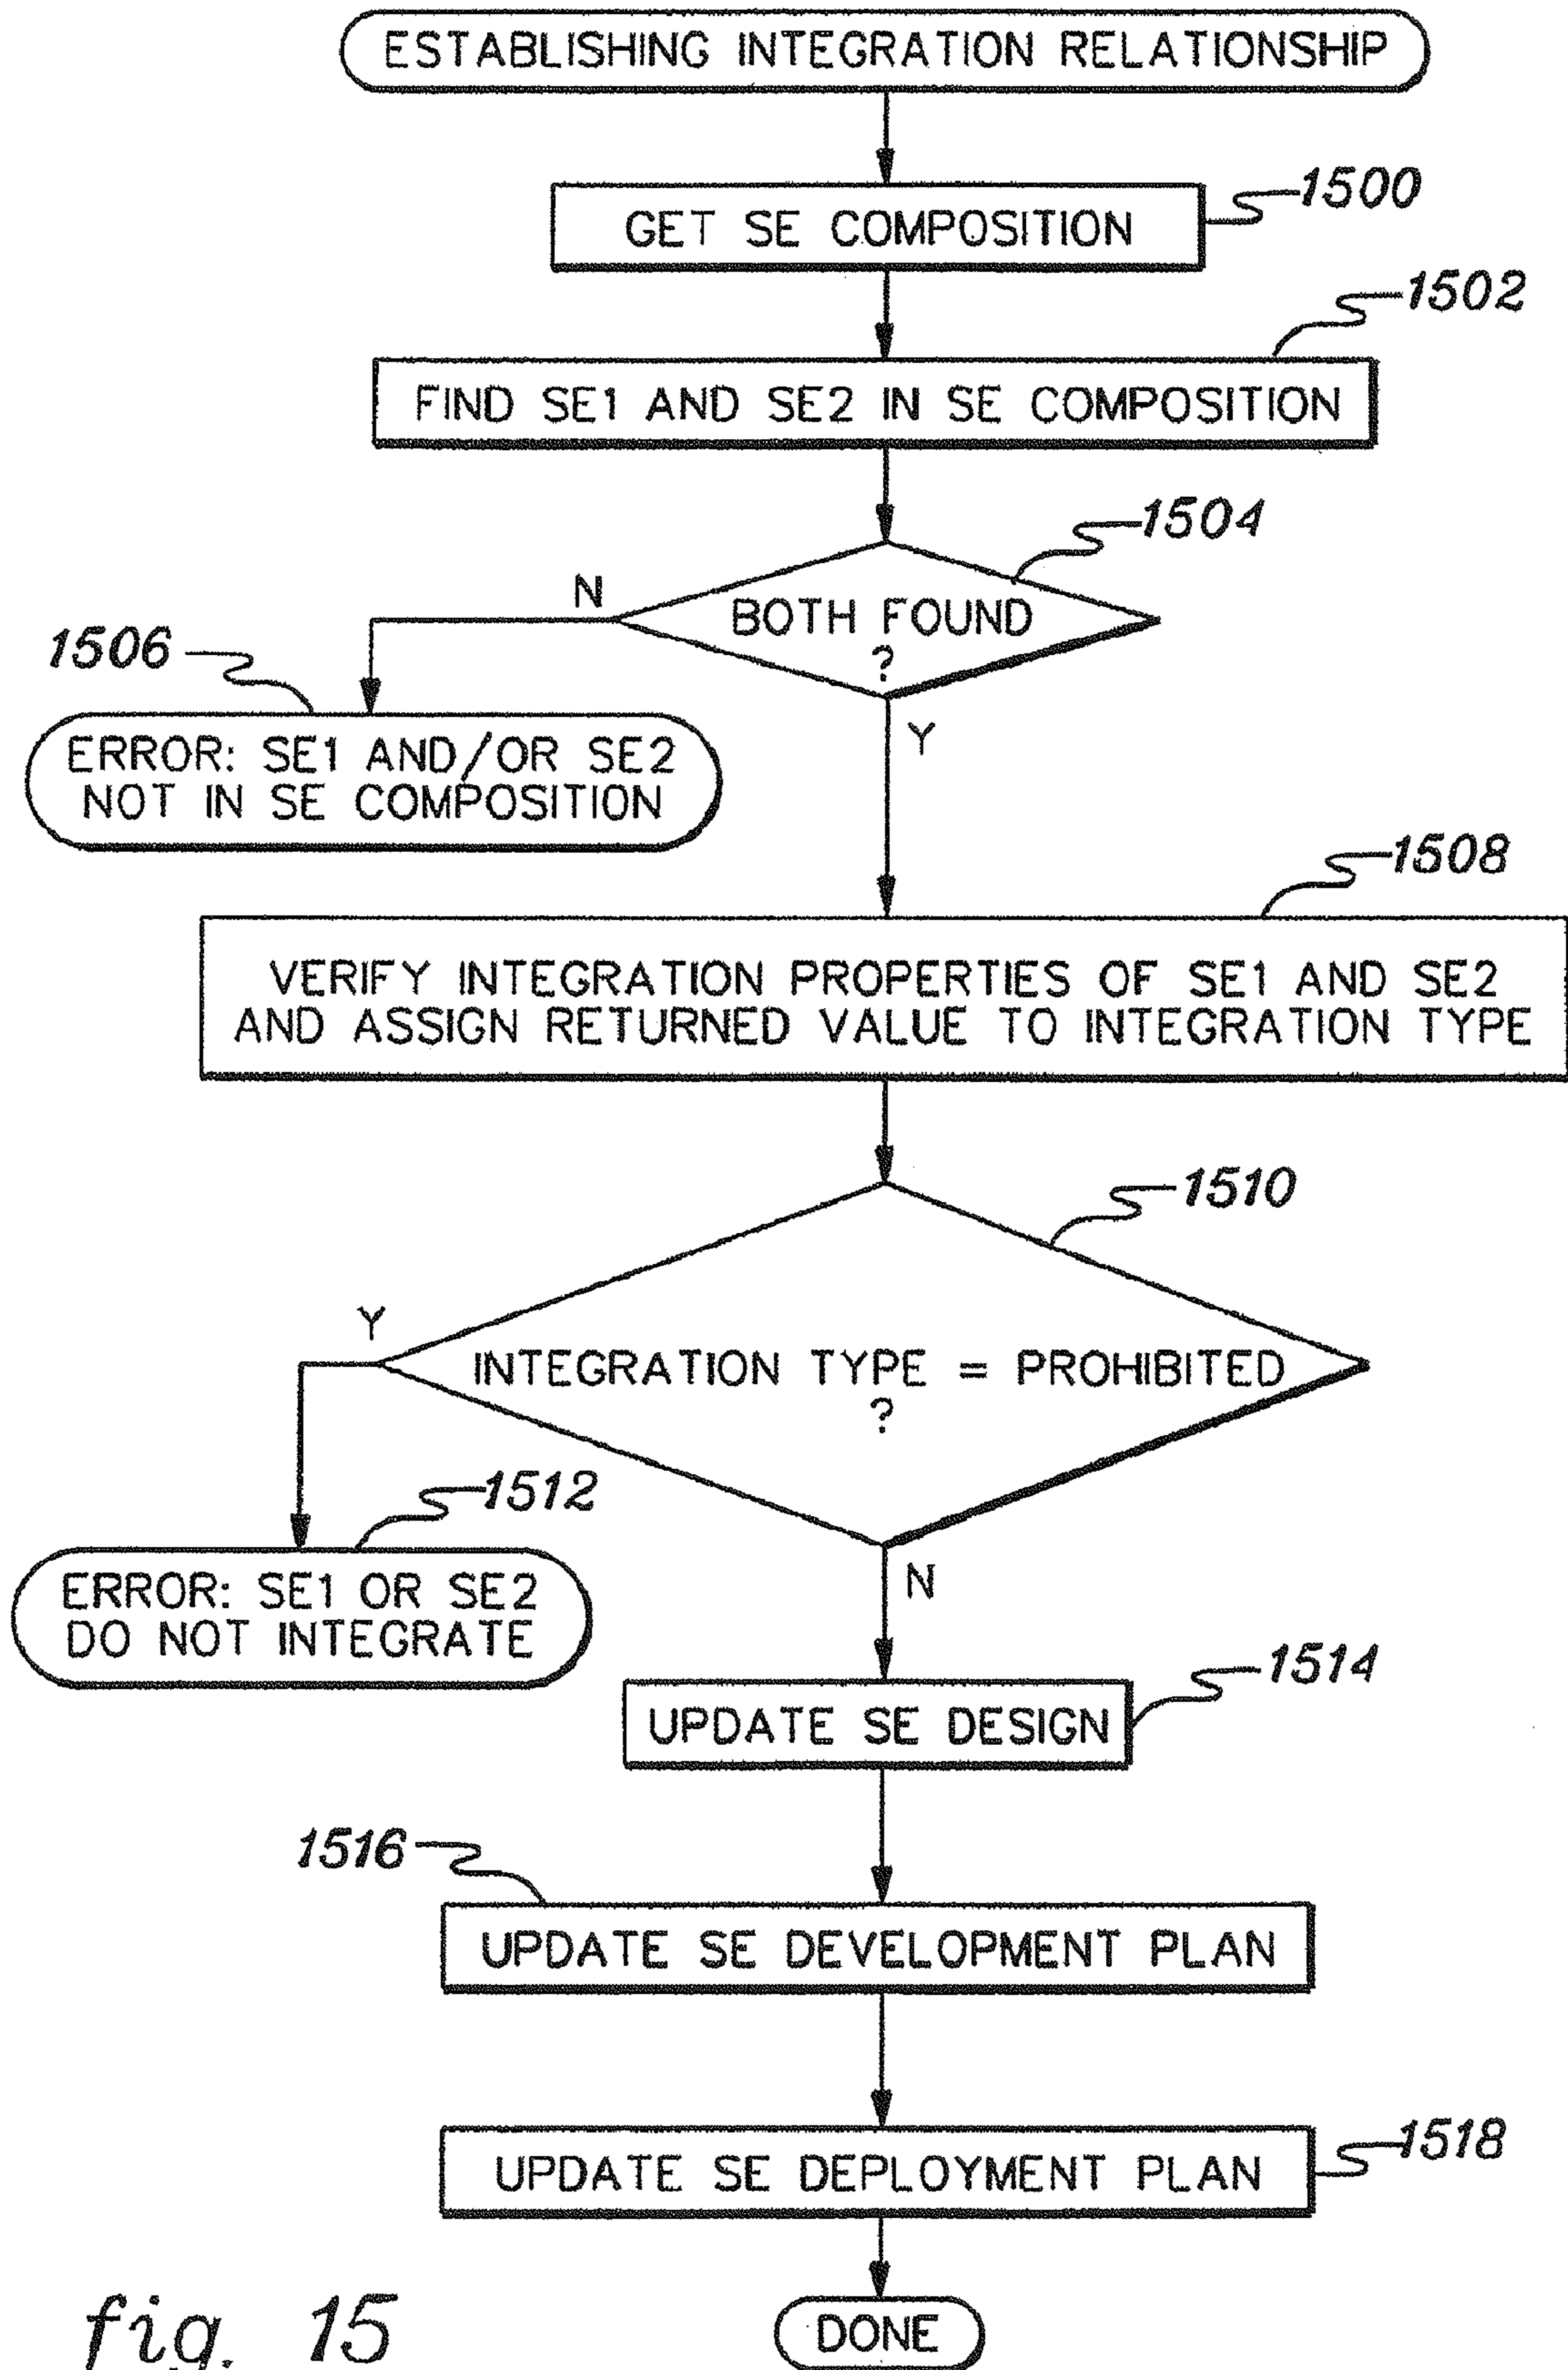 ESTABLISHING INTEGRATION RELATIONSHIP
1500
GET SE COMPOSITION
1502
FIND SE1 AND SE2 IN SE COMPOSITION
1504
N
BOTH FOUND
?
1506
Y
ERROR: SE1 AND/OR SE2
NOT IN SE COMPOSITION
1508
VERIFY INTEGRATION PROPERTIES OF SE1 AND SE2
AND ASSIGN RETURNED VALUE TO INTEGRATION TYPE
1510
Y
INTEGRATION TYPE = PROHIBITED
?
1512
N
ERROR: SE1 OR SE2
DO NOT INTEGRATE
1514
UPDATE SE DESIGN
1516
UPDATE SE DEVELOPMENT PLAN
1518
UPDATE SE DEPLOYMENT PLAN
DONE
fig. 15